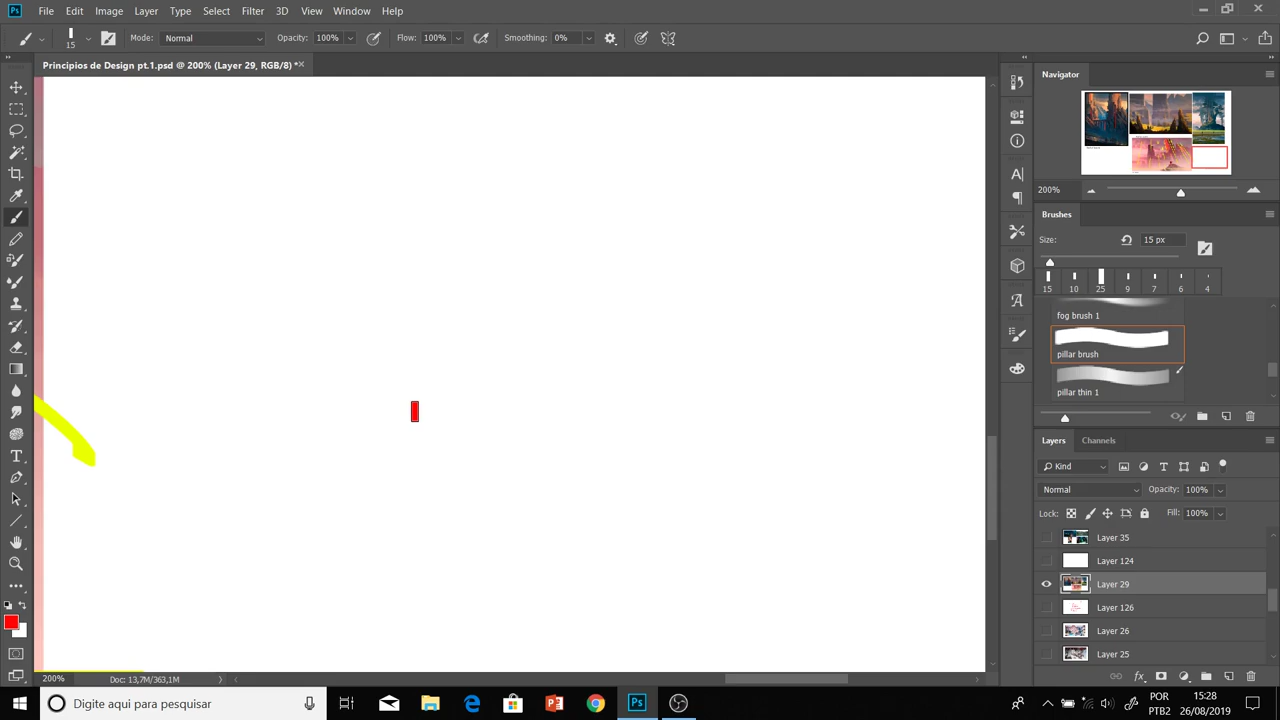 Ps File Edit Image Layer Type Select Filter 3D View Window Help
15 Mode: Normal Opacity: 100% Flow: 100% Smoothing: 0%
Principios de Design pt.1.psd @ 200% (Layer 29, RGB/8) *
Navigator
200%
Brushes
Size: 15 px
15 10 25 9 7 6 4
fog brush 1
pillar brush
pillar thin 1
Layers Channels
Kind
Normal Opacity: 100%
Lock: Fill: 100%
Layer 35
Layer 124
Layer 29
Layer 126
Layer 26
Layer 25
200% Doc: 13,7M/363,1M
Digite aqui para pesquisar
POR 15:28
PTB2 26/08/2019